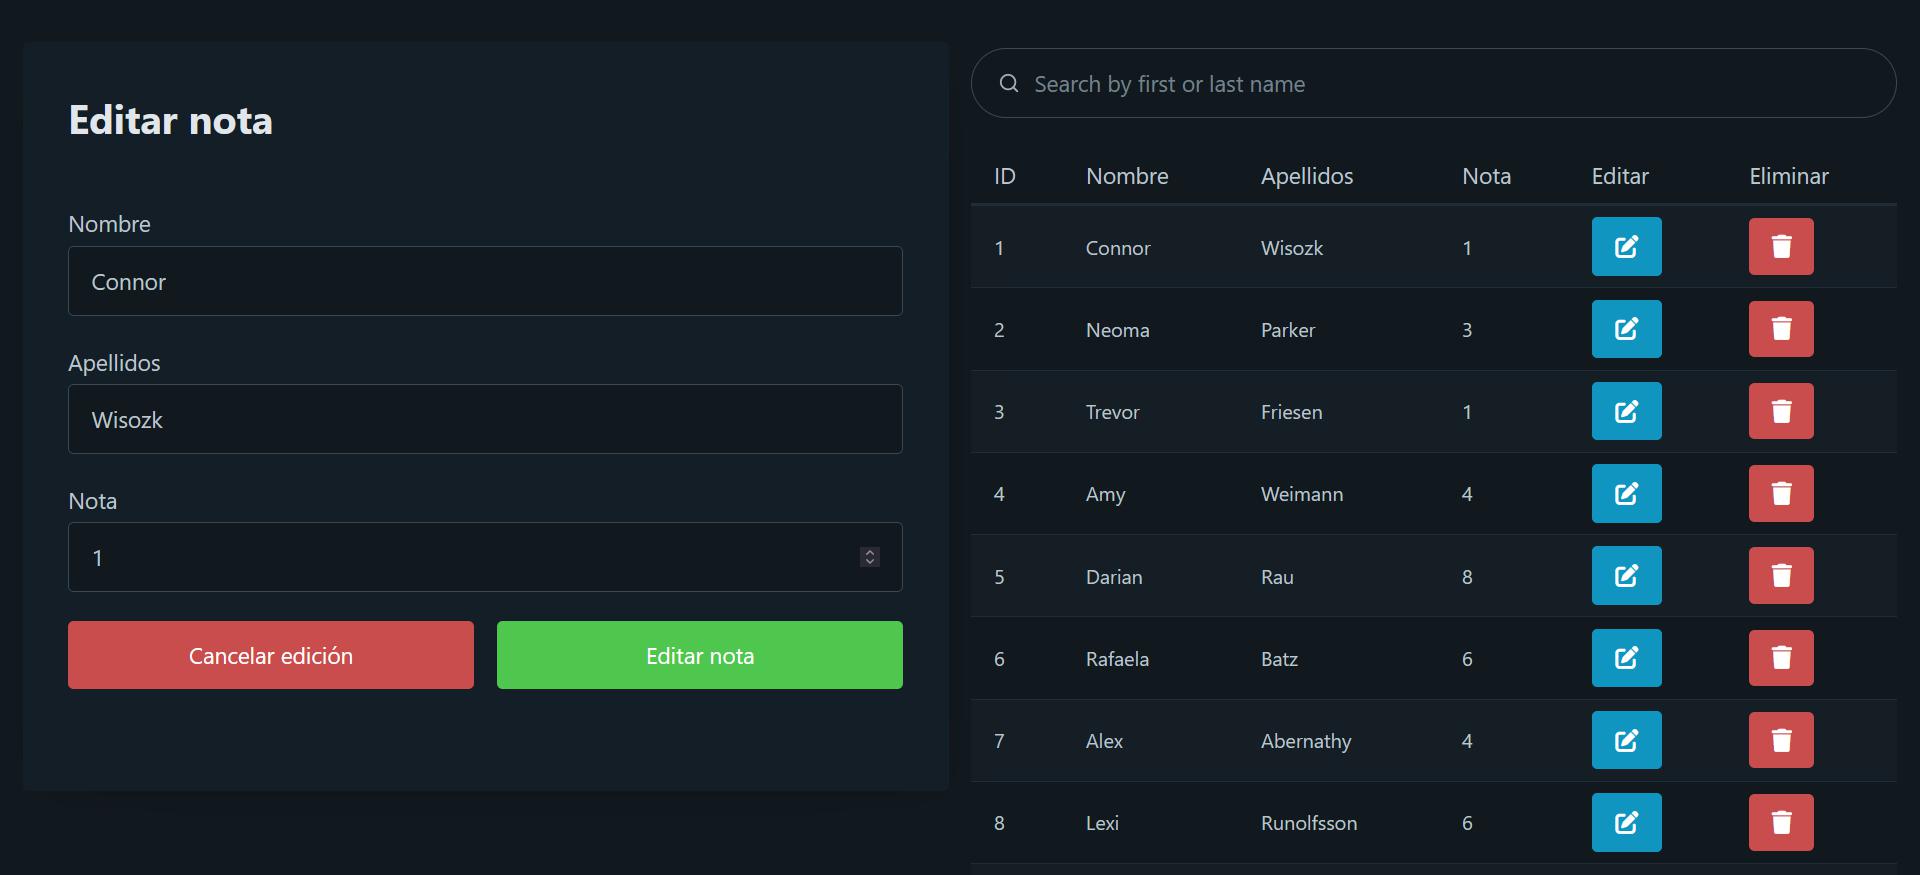 Editar nota
Nombre
Connor
Apellidos
Wisozk
Nota
1
Cancelar edición Editar nota
Search by first or last name
ID Nombre Apellidos Nota Editar Eliminar
1 Connor Wisozk 1
2 Neoma Parker 3
3 Trevor Friesen 1
4 Amy Weimann 4
5 Darian Rau 8
6 Rafaela Batz 6
7 Alex Abernathy 4
8 Lexi Runolfsson 6